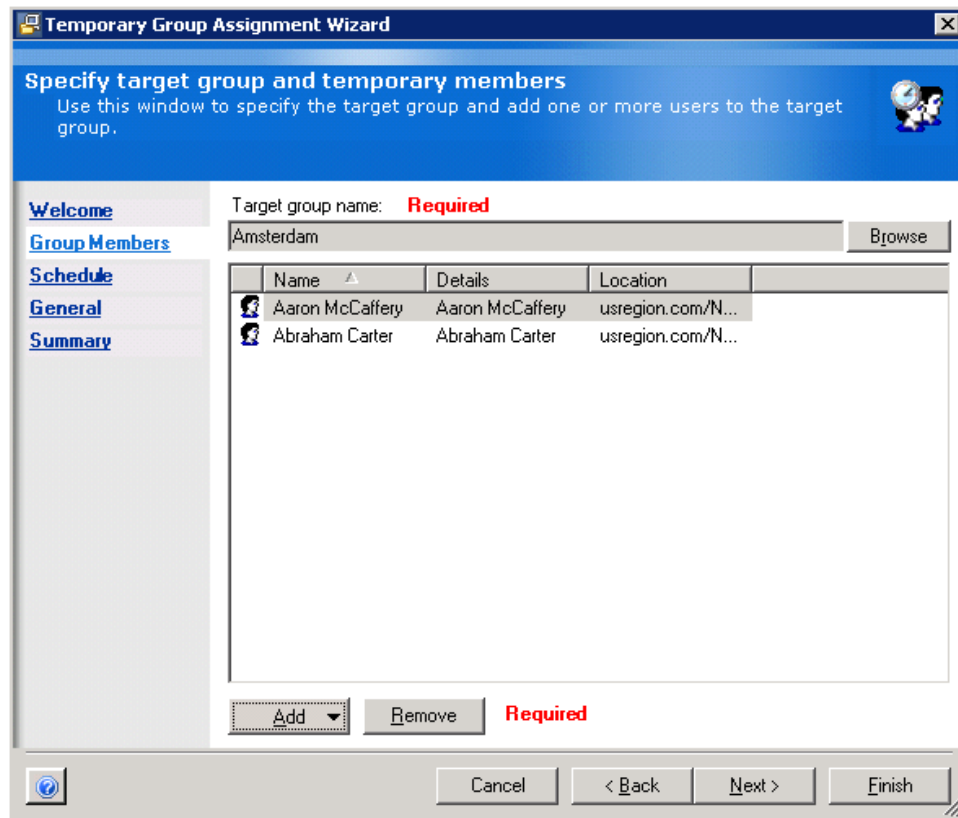 Temporary Group Assignment Wizard
Specify target group and temporary members
Use this window to specify the target group and add one or more users to the target
group.
Welcome
Group Members
Schedule
General
Summary
Target group name: Required
Amsterdam
Browse
Name Details Location
Aaron McCaffery Aaron McCaffery usregion.com/N...
Abraham Carter Abraham Carter usregion.com/N...
Add Remove Required
? Cancel < Back Next > Finish